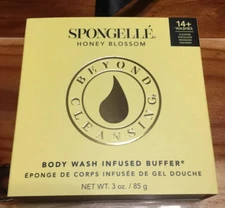 SPONGELLÉ.
HONEY BLOSSOM
14+
WASHES
BEYOND
CLEANSING
BODY WASH INFUSED BUFFER®
ÉPONGE DE CORPS INFUSÉE DE GEL DOUCHE
NET WT. 3 oz. / 85 g